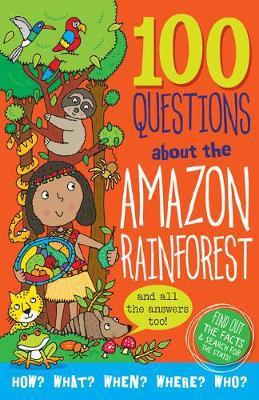 100
QUESTIONS
about the
AMAZON
RAINFOREST
and all
the answers
too!
FIND OUT
THE FACTS
& SEARCH FOR
THE STATS!
HOW? WHAT? WHEN? WHERE? WHO?